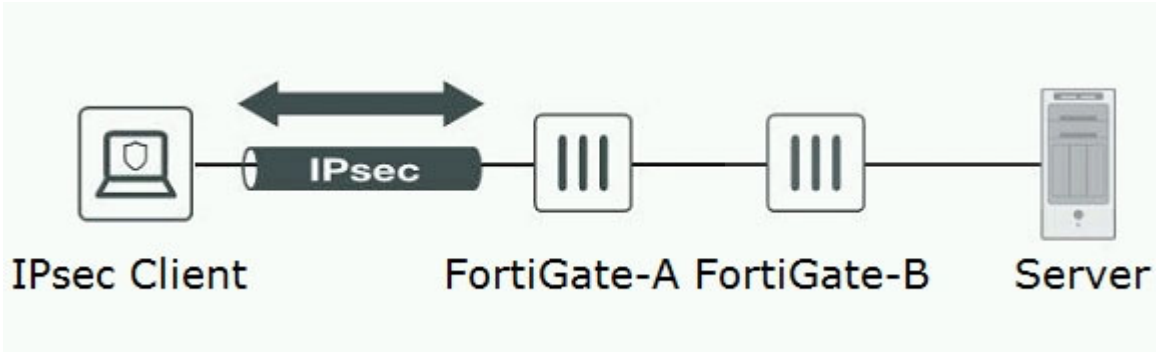 IPsec
IPsec Client
FortiGate-A
FortiGate-B
Server